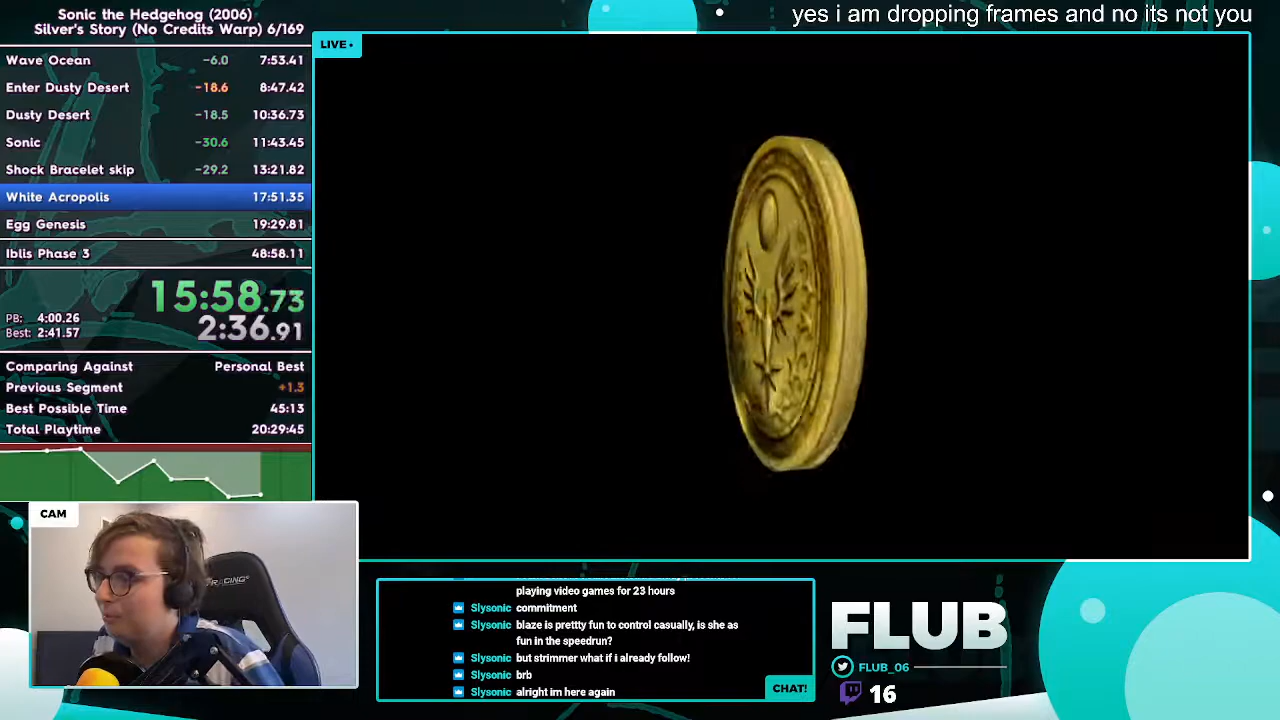 Sonic the Hedgehog (2006)
Silver's Story (No Credits Warp) 6/169
Wave Ocean -6.0 7:53.41
Enter Dusty Desert -18.6 8:47.42
Dusty Desert -18.5 10:36.73
Sonic -30.6 11:43.45
Shock Bracelet skip -29.2 13:21.82
White Acropolis 17:51.35
Egg Genesis 19:29.81
Iblis Phase 3 48:58.11
15:58.73
PB: 4:00.26
Best: 2:41.57
2:36.91
Comparing Against Personal Best
Previous Segment +1.3
Best Possible Time 45:13
Total Playtime 20:29:45
yes i am dropping frames and no its not you
LIVE
CAM
RACING
playing video games for 23 hours
Slysonic commitment
Slysonic blaze is prettty fun to control casually, is she as
fun in the speedrun?
Slysonic but strimmer what if i already follow!
Slysonic brb
Slysonic alright im here again
CHAT!
FLUB
FLUB_06
16